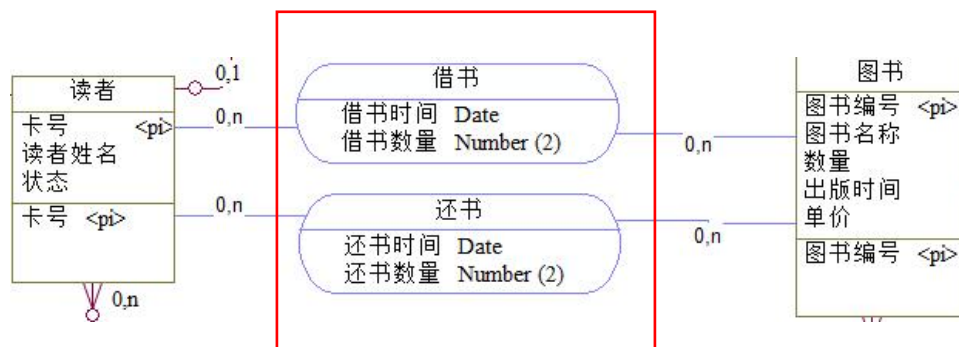 读者
卡号 <pi>
读者姓名
状态
卡号 <pi>
0,1
0,n
0,n
0,n
借书
借书时间 Date
借书数量 Number (2)
还书
还书时间 Date
还书数量 Number (2)
0,n
0,n
图书
图书编号 <pi>
图书名称
数量
出版时间
单价
图书编号 <pi>